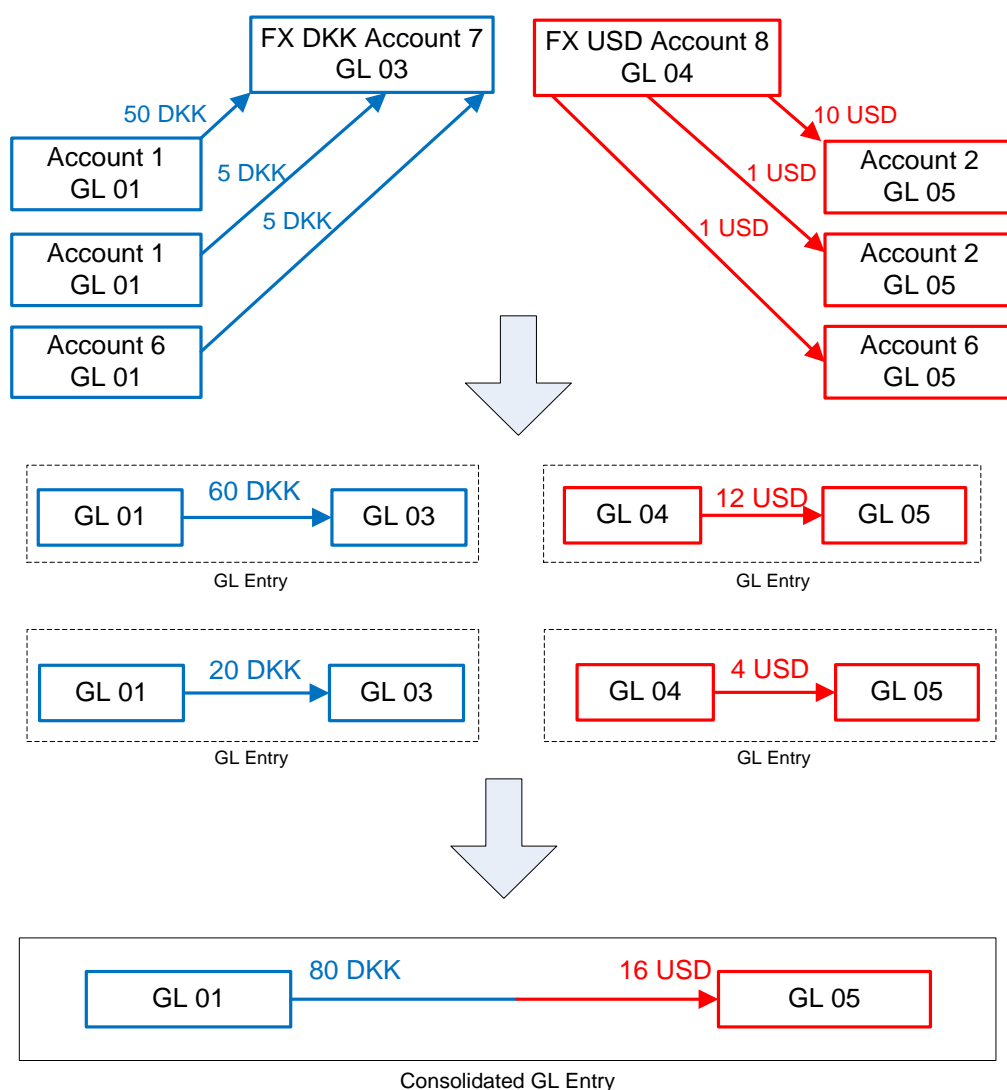 FX DKK Account 7
GL 03
FX USD Account 8
GL 04
50 DKK
10 USD
Account 1
GL 01
5 DKK
1 USD
Account 2
GL 05
5 DKK
1 USD
Account 1
GL 01
Account 2
GL 05
Account 6
GL 01
Account 6
GL 05
GL 01
60 DKK
GL 03
GL Entry
GL 04
12 USD
GL 05
GL Entry
GL 01
20 DKK
GL 03
GL Entry
GL 04
4 USD
GL 05
GL Entry
GL 01
80 DKK
16 USD
GL 05
Consolidated GL Entry